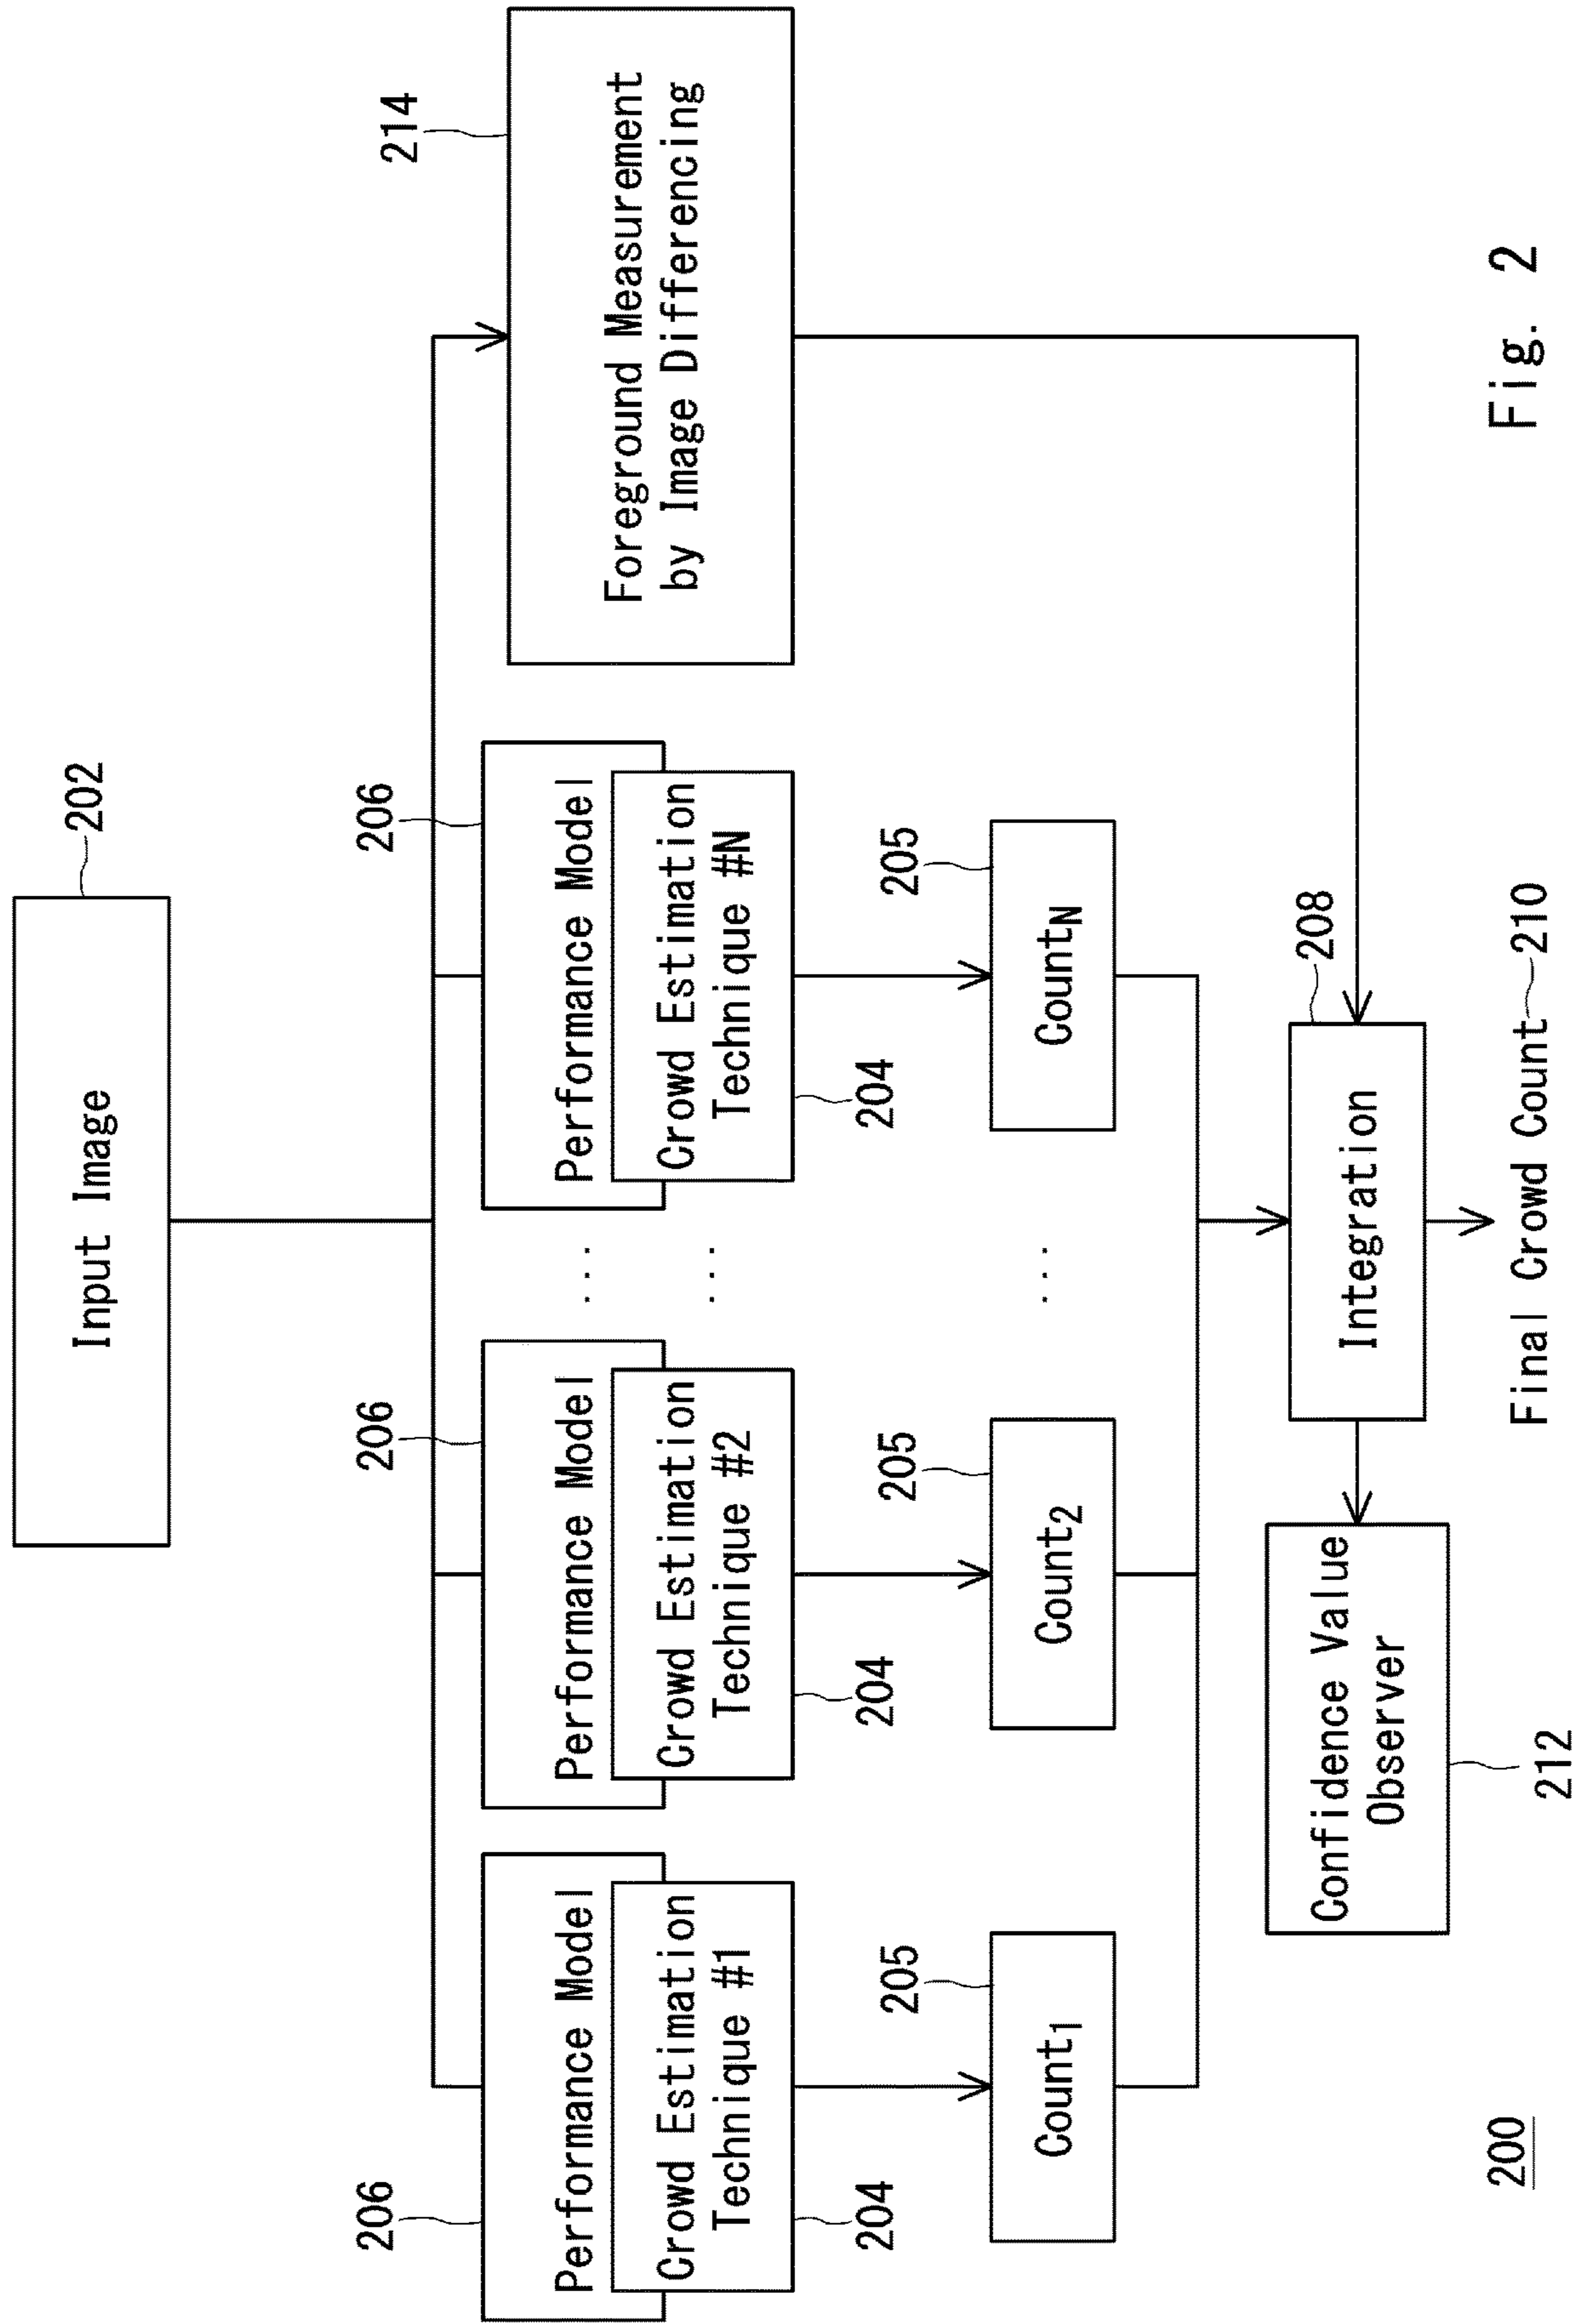 Input Image
202
214
206
Performance Model
Crowd Estimation
Technique #1
204
206
Performance Model
Crowd Estimation
Technique #2
204
...
...
206
Performance Model
Crowd Estimation
Technique #N
204
Foreground Measurement
by Image Differencing
205
Count1
205
Count2
...
205
CountN
Integration
208
Confidence Value
Observer
212
Final Crowd Count
210
200
Fig. 2